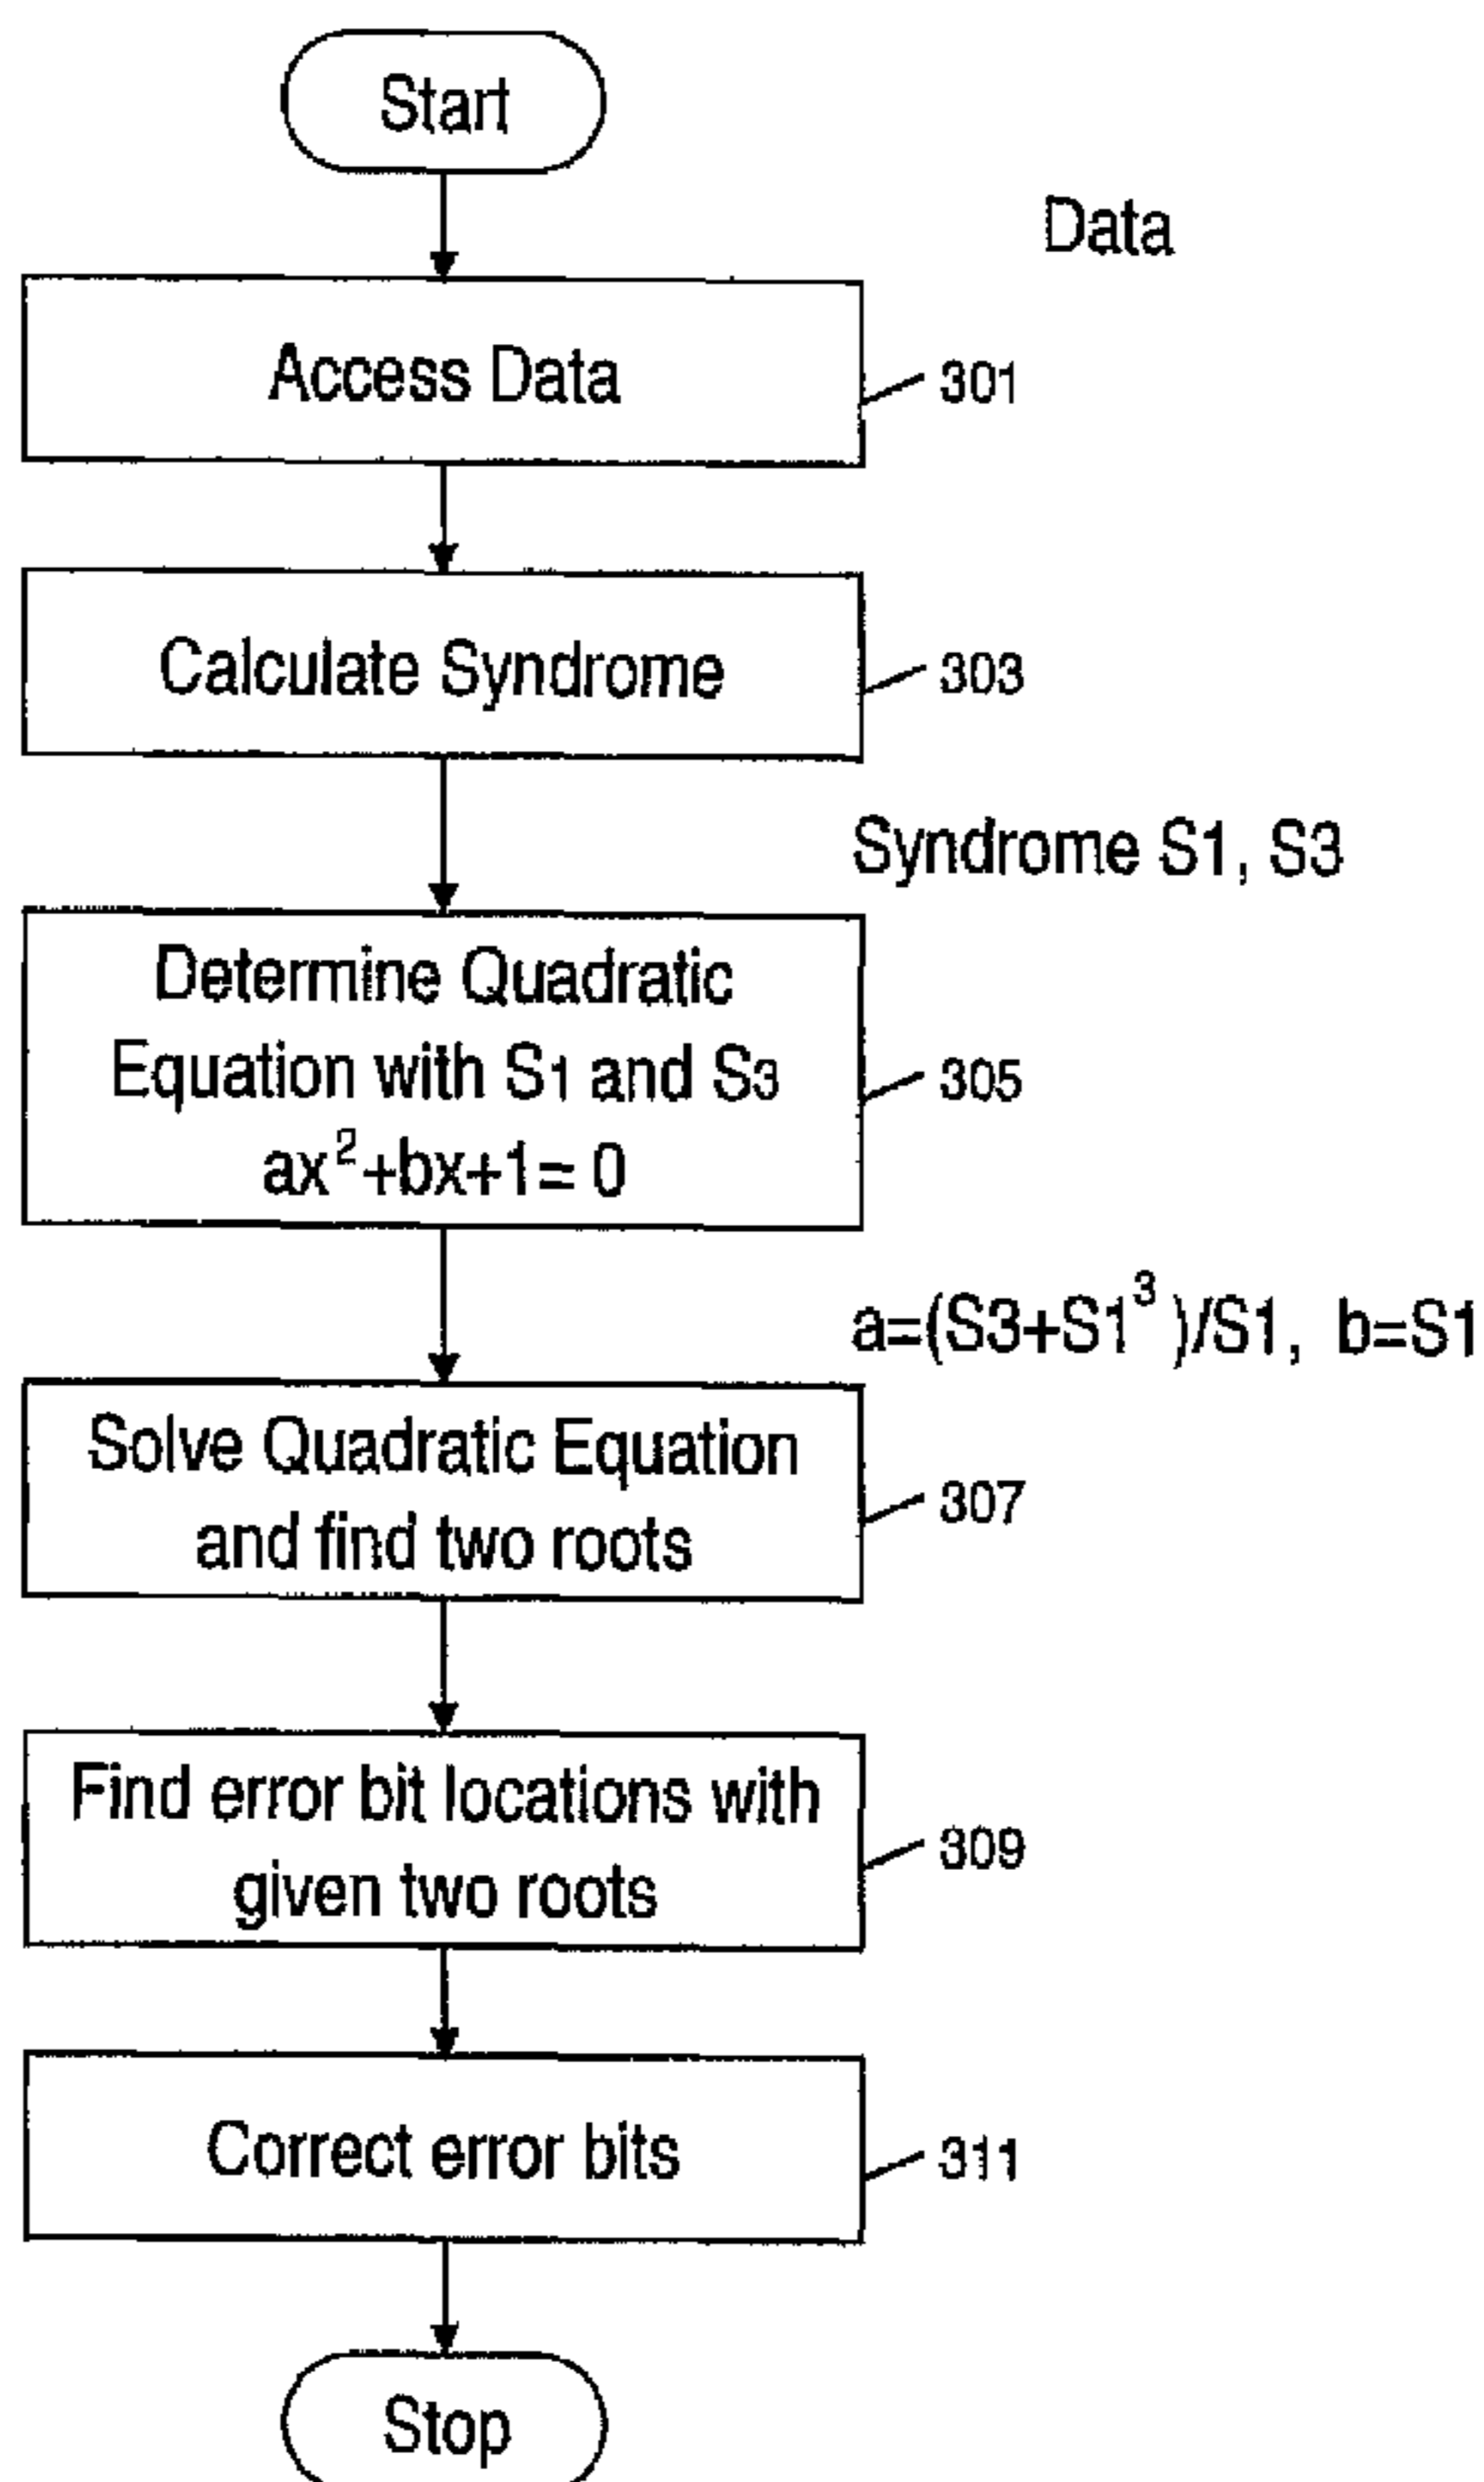 Start
Data
Access Data
301
Calculate Syndrome
303
Syndrome S1, S3
Determine Quadratic
Equation with S1 and S3
ax²+bx+1= 0
305
a=(S3+S1³)/S1, b=S1
Solve Quadratic Equation
and find two roots
307
Find error bit locations with
given two roots
309
Correct error bits
311
Stop